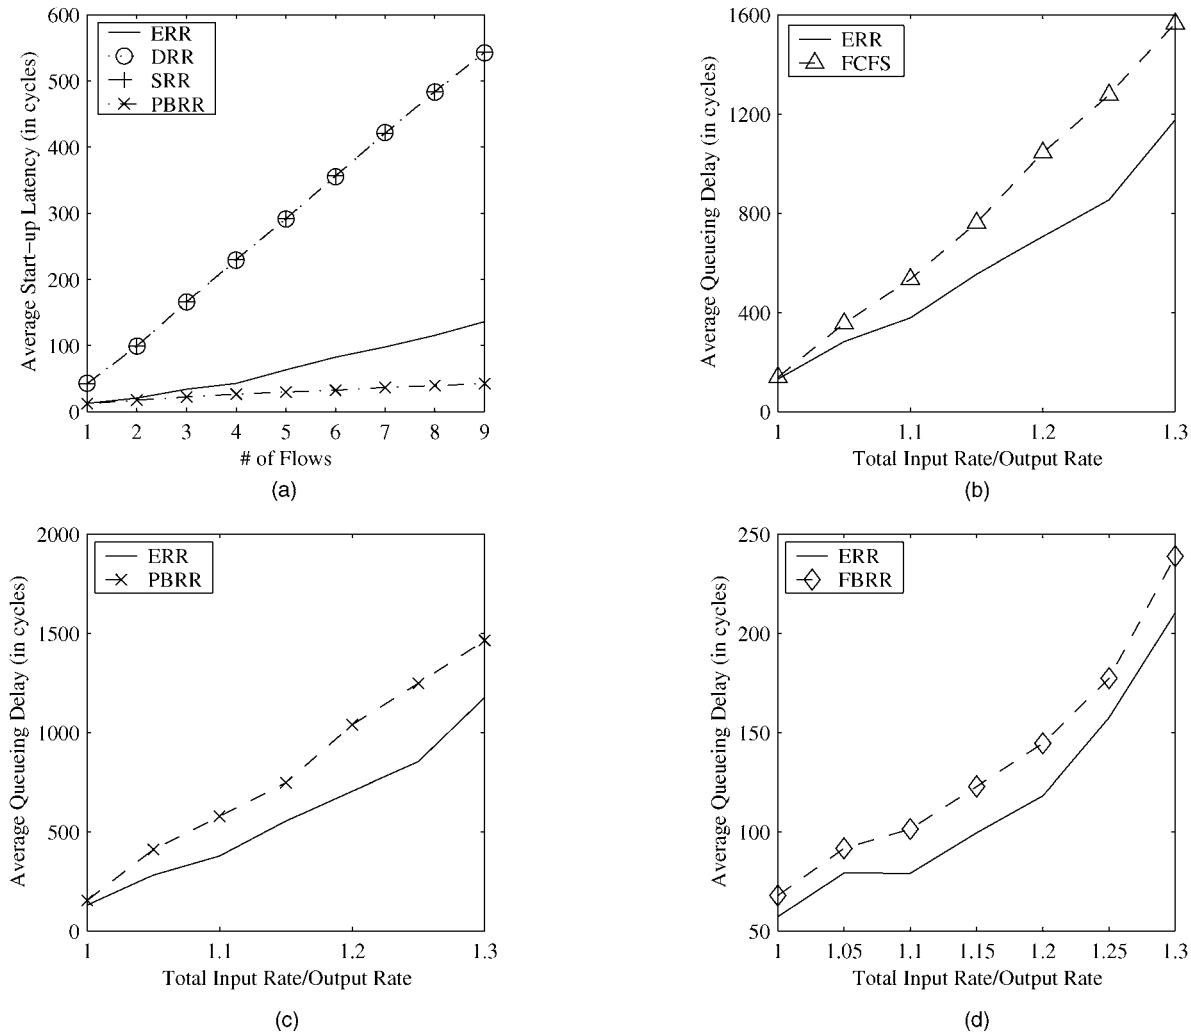 600
500
400
300
200
100
0
Average Start-up Latency (in cycles)
ERR
DRR
SRR
PBRR
1 2 3 4 5 6 7 8 9
# of Flows
(a)
1600
1200
800
400
0
Average Queueing Delay (in cycles)
ERR
FCFS
1 1.1 1.2 1.3
Total Input Rate/Output Rate
(b)
2000
1500
1000
500
0
Average Queueing Delay (in cycles)
ERR
PBRR
1 1.1 1.2 1.3
Total Input Rate/Output Rate
(c)
250
200
150
100
50
Average Queueing Delay (in cycles)
ERR
FBRR
1 1.05 1.1 1.15 1.2 1.25 1.3
Total Input Rate/Output Rate
(d)